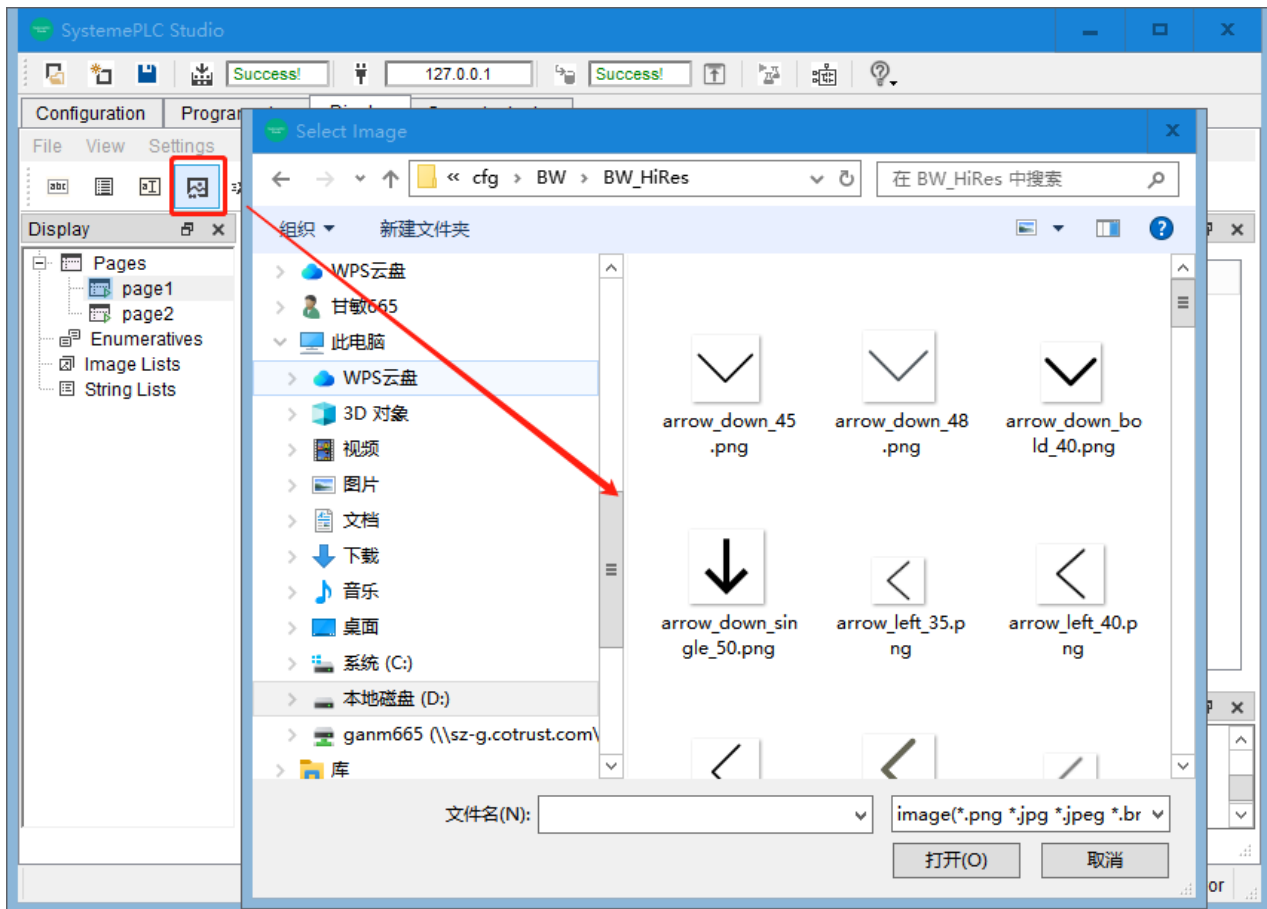 SystemePLC Studio
Success! 127.0.0.1 Success!
Configuration
File View Settings
abc
Display
Pages
page1
page2
Enumeratives
Image Lists
String Lists
Select Image
« cfg > BW > BW_HiRes
在 BW_HiRes 中搜索
组织 新建文件夹
WPS云盘
甘敏665
此电脑
WPS云盘
3D 对象
视频
图片
文档
下载
音乐
桌面
系统 (C:)
本地磁盘 (D:)
ganm665 (\\sz-g.cotrust.com\
库
arrow_down_45
.png
arrow_down_48
.png
arrow_down_bo
ld_40.png
arrow_down_sin
gle_50.png
arrow_left_35.p
ng
arrow_left_40.p
ng
文件名(N):
image(*.png *.jpg *.jpeg *.br
打开(O) 取消
or